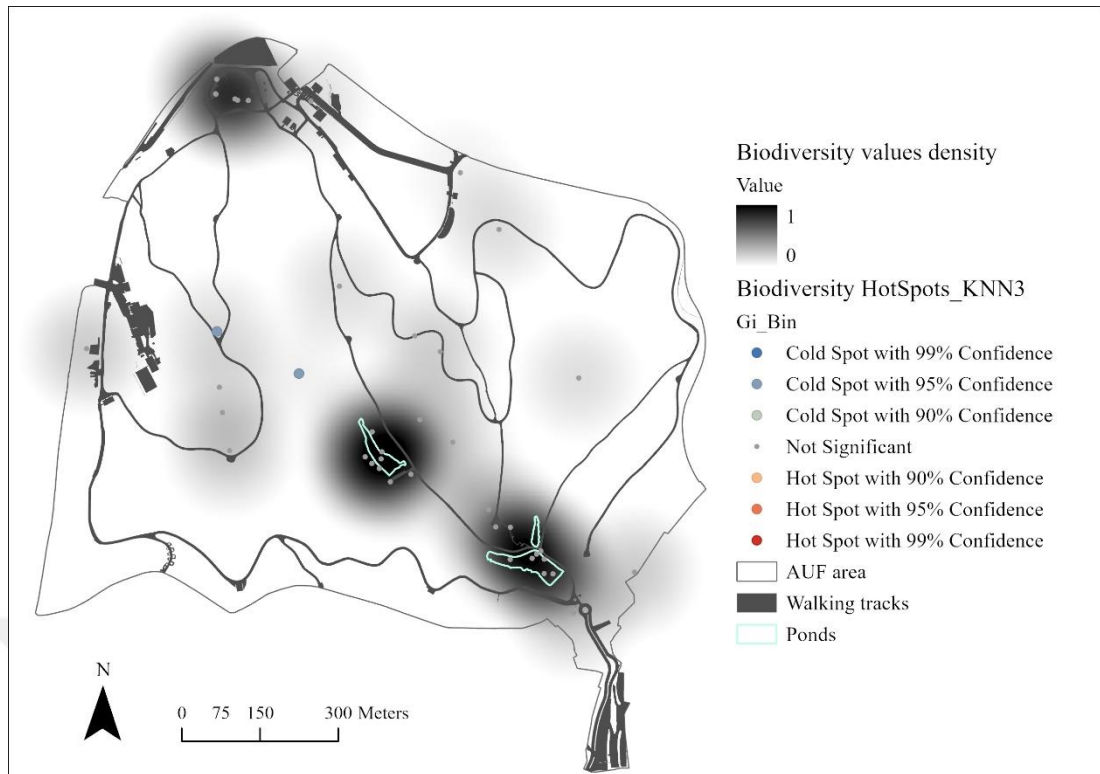 Biodiversity values density
Value
1
0
Biodiversity HotSpots_KNN3
Gi_Bin
Cold Spot with 99% Confidence
Cold Spot with 95% Confidence
Cold Spot with 90% Confidence
Not Significant
Hot Spot with 90% Confidence
Hot Spot with 95% Confidence
Hot Spot with 99% Confidence
AUF area
Walking tracks
Ponds
N
0 75 150 300 Meters